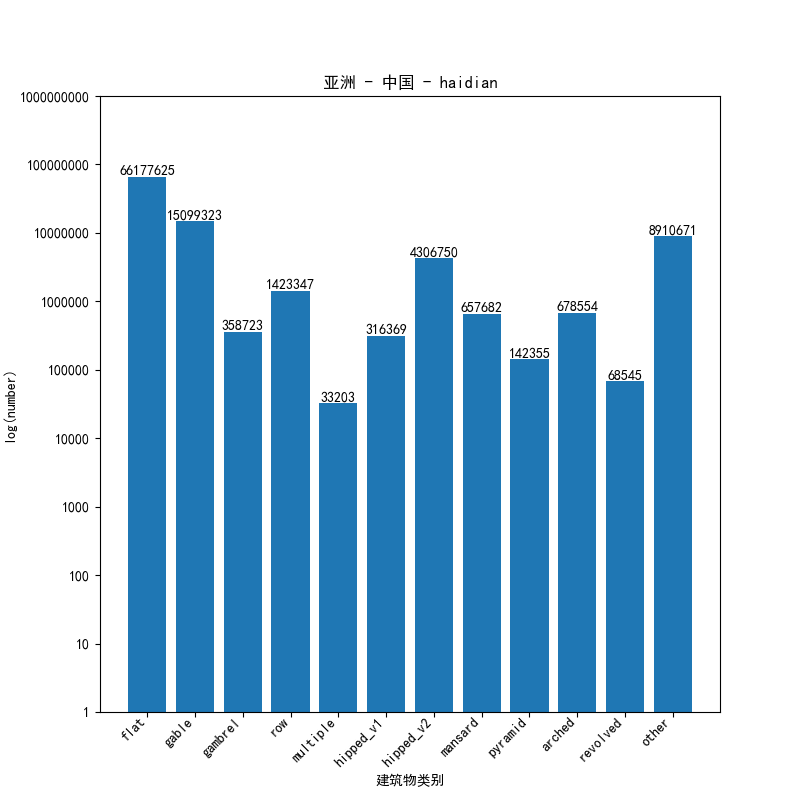 亚洲 - 中国 - haidian
1000000000
100000000
10000000
1000000
100000
10000
1000
100
10
1
log(number)
66177625
15099323
358723
1423347
33203
316369
4306750
657682
142355
678554
68545
8910671
flat
gable
gambrel
row
multiple
hipped_v1
hipped_v2
mansard
pyramid
arched
revolved
other
建筑物类别